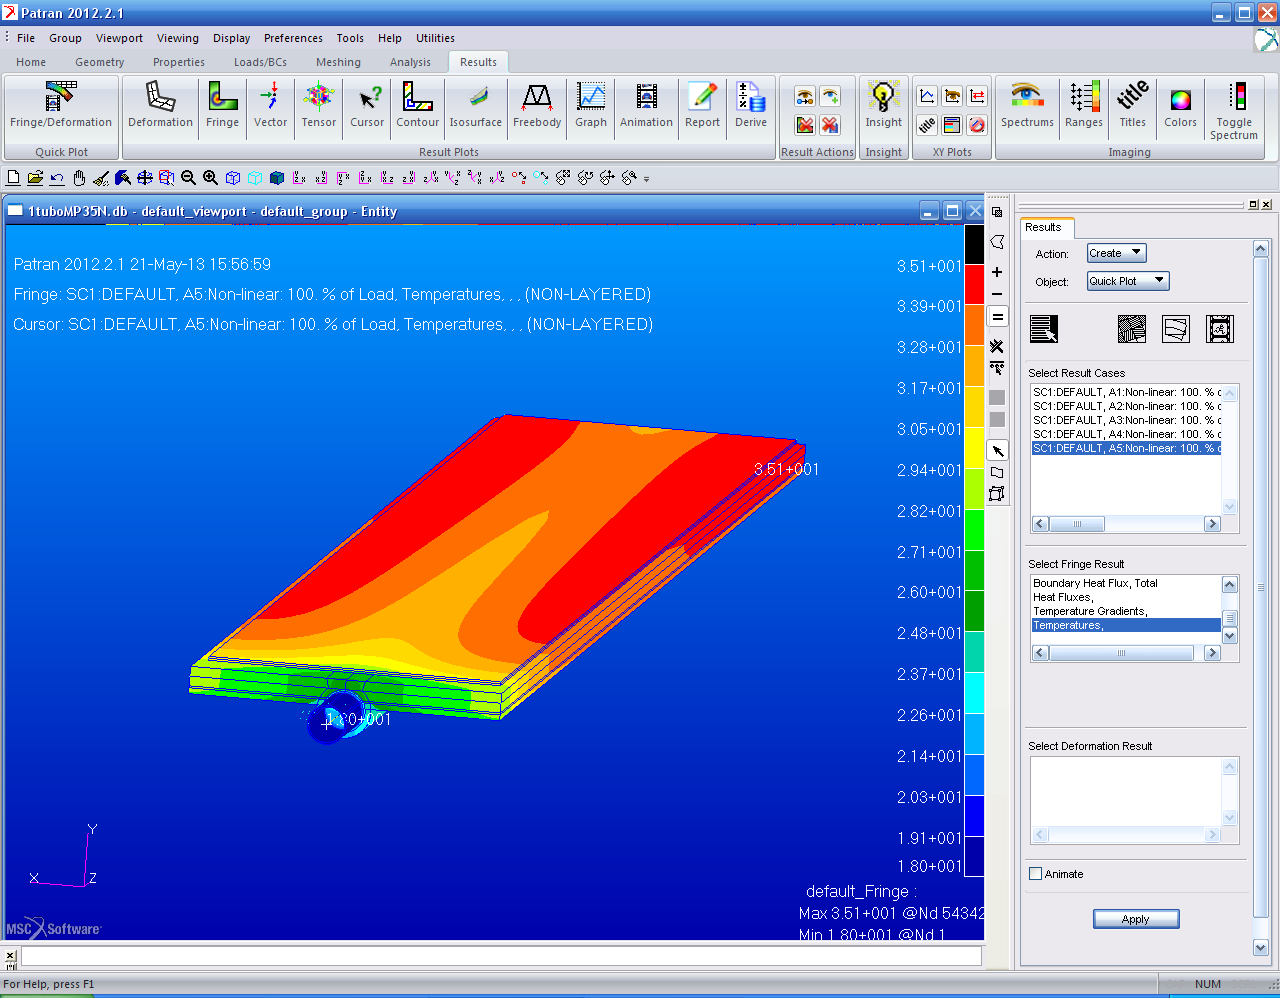 Patran 2012.2.1
File Group Viewport Viewing Display Preferences Tools Help Utilities
Home Geometry Properties Loads/BCs Meshing Analysis Results
Fringe/Deformation Deformation Fringe Vector Tensor Cursor Contour Isosurface Freebody Graph Animation Report Derive Insight Spectrums Ranges Titles Colors Toggle Spectrum
Quick Plot Result Plots Result Actions Insight XY Plots Imaging
1tuboMP35N.db - default_viewport - default_group - Entity
Patran 2012.2.1 21-May-13 15:56:59
Fringe: SC1:DEFAULT, A5:Non-linear: 100. % of Load, Temperatures, , , (NON-LAYERED)
Cursor: SC1:DEFAULT, A5:Non-linear: 100. % of Load, Temperatures, , , (NON-LAYERED)
3.51+001
3.39+001
3.28+001
3.17+001
3.05+001
2.94+001
2.82+001
2.71+001
2.60+001
2.48+001
2.37+001
2.26+001
2.14+001
2.03+001
1.91+001
1.80+001
3.51+001
1.80+001
Y
X
Z
default_Fringe :
Max 3.51+001 @Nd 54342
Min 1.80+001 @Nd 1
MSC Software
Results
Action: Create
Object: Quick Plot
Select Result Cases
SC1:DEFAULT, A1:Non-linear: 100. % o
SC1:DEFAULT, A2:Non-linear: 100. % o
SC1:DEFAULT, A3:Non-linear: 100. % o
SC1:DEFAULT, A4:Non-linear: 100. % o
SC1:DEFAULT, A5:Non-linear: 100. % o
Select Fringe Result
Boundary Heat Flux, Total
Heat Fluxes,
Temperature Gradients,
Temperatures,
Select Deformation Result
Animate
Apply
For Help, press F1
NUM